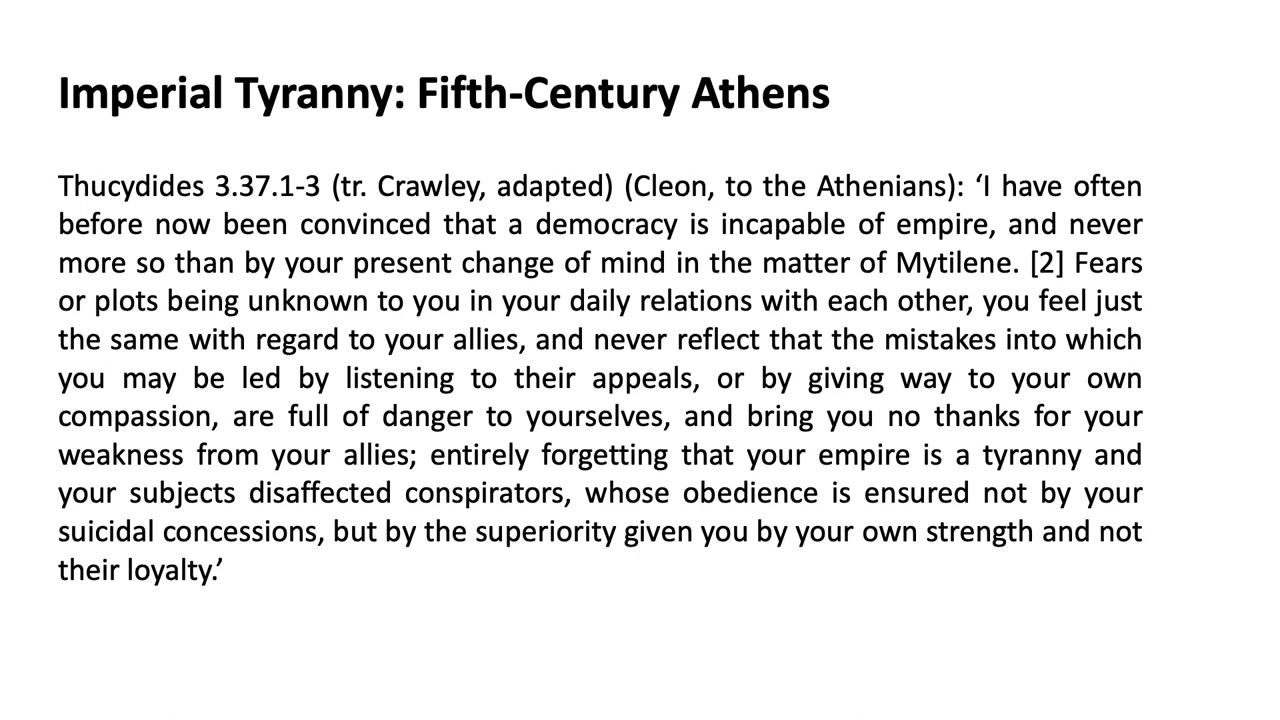 Imperial Tyranny: Fifth-Century Athens
Thucydides 3.37.1-3 (tr. Crawley, adapted) (Cleon, to the Athenians): ‘I have often
before now been convinced that a democracy is incapable of empire, and never
more so than by your present change of mind in the matter of Mytilene. [2] Fears
or plots being unknown to you in your daily relations with each other, you feel just
the same with regard to your allies, and never reflect that the mistakes into which
you may be led by listening to their appeals, or by giving way to your own
compassion, are full of danger to yourselves, and bring you no thanks for your
weakness from your allies; entirely forgetting that your empire is a tyranny and
your subjects disaffected conspirators, whose obedience is ensured not by your
suicidal concessions, but by the superiority given you by your own strength and not
their loyalty.’